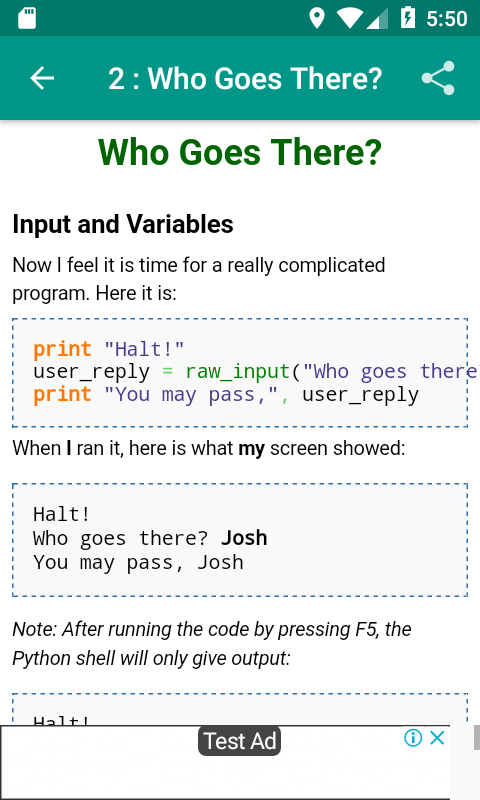 5:50
2 : Who Goes There?
Who Goes There?
Input and Variables
Now I feel it is time for a really complicated
program. Here it is:
print "Halt!"
user_reply = raw_input("Who goes there
print "You may pass,", user_reply
When I ran it, here is what my screen showed:
Halt!
Who goes there? Josh
You may pass, Josh
Note: After running the code by pressing F5, the
Python shell will only give output:
Halt!
Test Ad